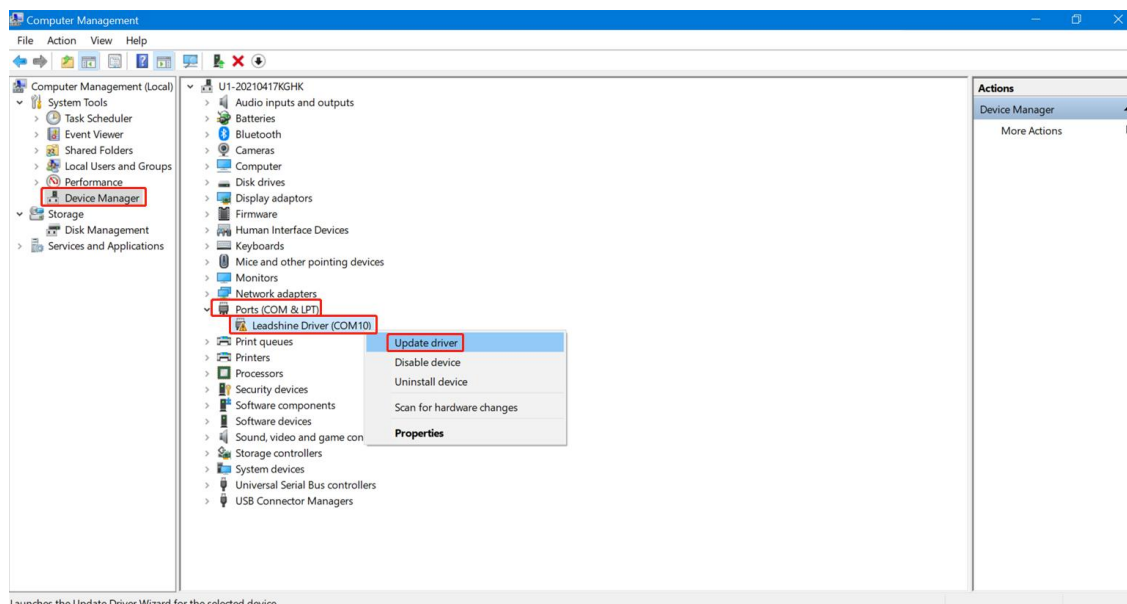 Computer Management
File Action View Help
Computer Management (Local)
System Tools
Task Scheduler
Event Viewer
Shared Folders
Local Users and Groups
Performance
Device Manager
Storage
Disk Management
Services and Applications
U1-20210417KGHK
Audio inputs and outputs
Batteries
Bluetooth
Cameras
Computer
Disk drives
Display adaptors
Firmware
Human Interface Devices
Keyboards
Mice and other pointing devices
Monitors
Network adapters
Ports (COM & LPT)
Leadshine Driver (COM10)
Print queues
Printers
Processors
Security devices
Software components
Software devices
Sound, video and game con
Storage controllers
System devices
Universal Serial Bus controllers
USB Connector Managers
Update driver
Disable device
Uninstall device
Scan for hardware changes
Properties
Actions
Device Manager
More Actions
Launches the Update Driver Wizard for the selected device.